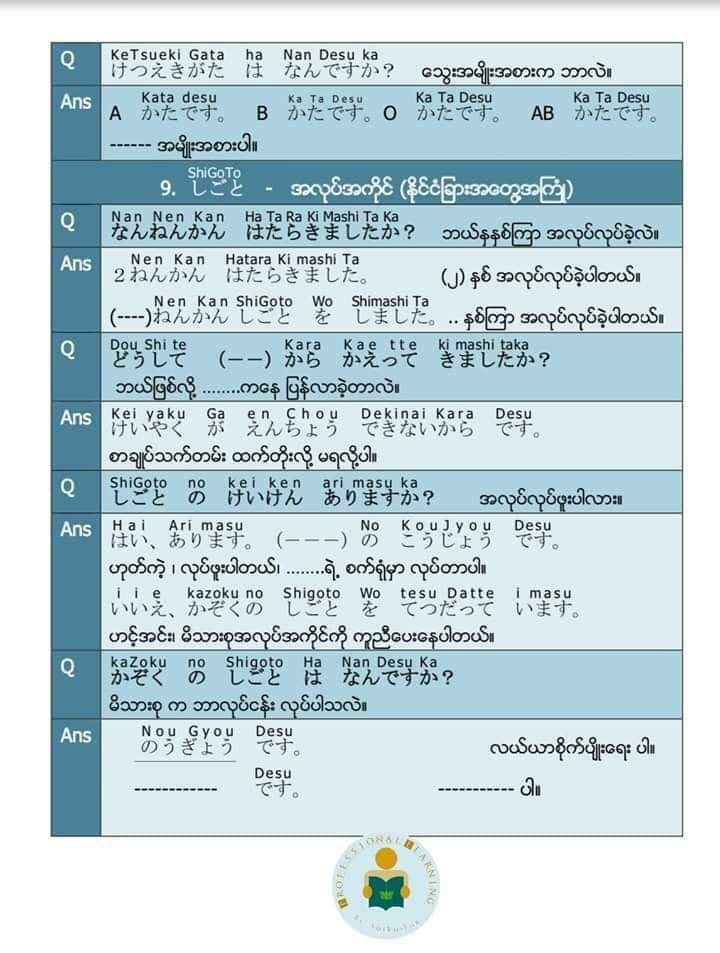 Q
KeTsueki Gata ha Nan Desu ka
けつえきがた は なんですか? သွေးအမျိုးအစားက ဘာလဲ။
Ans
Kata desu Ka Ta Desu Ka Ta Desu Ka Ta Desu
A かたです。 B かたです。 O かたです。 AB かたです。
------ အမျိုးအစားပါ။
ShiGoTo
9. しごと - အလုပ်အကိုင် (နိုင်ငံခြားအတွေ့အကြုံ)
Q
Nan Nen Kan Ha Ta Ra Ki Mashi Ta Ka
なんねんかん はたらきましたか? ဘယ်နှနှစ်ကြာ အလုပ်လုပ်ခဲ့လဲ။
Ans
Nen Kan Hatara Ki mashi Ta
2ねんかん はたらきました。 (၂) နှစ် အလုပ်လုပ်ခဲ့ပါတယ်။
Nen Kan ShiGoto Wo Shimashi Ta
(----)ねんかん しごと を しました。 .. နှစ်ကြာ အလုပ်လုပ်ခဲ့ပါတယ်။
Q
Dou Shi te Kara Kae tte ki mashi taka
どうして (――) から かえって きましたか?
ဘယ်ဖြစ်လို့ ........ကနေ ပြန်လာခဲ့တာလဲ။
Ans
Kei yaku Ga en Chou Dekinai Kara Desu
けいやく が えんちょう できないから です。
စာချုပ်သက်တမ်း ထက်တိုးလို့ မရလို့ပါ။
Q
ShiGoto no kei ken ari masu ka
しごと の けいけん ありますか? အလုပ်လုပ်ဖူးပါလား။
Ans
Hai Ari masu No KouJyou Desu
はい、あります。 (―――) の こうじょう です。
ဟုတ်ကဲ့ ၊ လုပ်ဖူးပါတယ်၊ ........ရဲ့ စက်ရုံမှာ လုပ်တာပါ။
i i e kazoku no Shigoto Wo tesu Datte i masu
いいえ、かぞくの しごと を てつだって います。
ဟင့်အင်း၊ မိသားစုအလုပ်အကိုင်ကို ကူညီပေးနေပါတယ်။
Q
kaZoku no Shigoto Ha Nan Desu Ka
かぞく の しごと は なんですか?
မိသားစု က ဘာလုပ်ငန်း လုပ်ပါသလဲ။
Ans
Nou Gyou Desu
のうぎょう です。 လယ်ယာစိုက်ပျိုးရေး ပါ။
Desu
------------ です。 ----------- ပါ။
PROFESSIONAL LEARNING